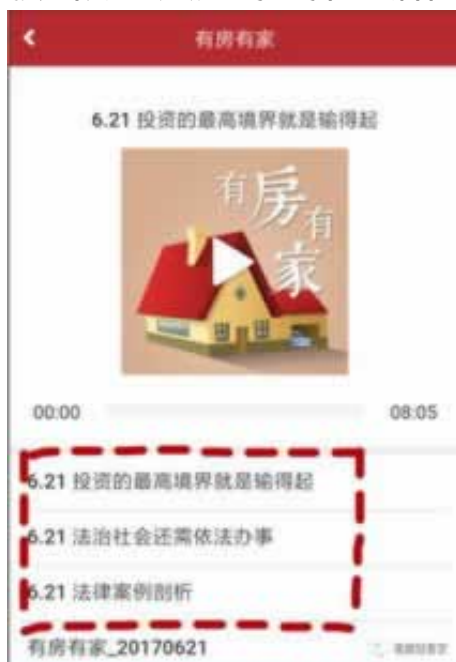 有房有家
6.21 投资的最高境界就是输得起
有房有家
00:00
08:05
6.21 投资的最高境界就是输得起
6.21 法治社会还需依法办事
6.21 法律案例剖析
有房有家_20170621